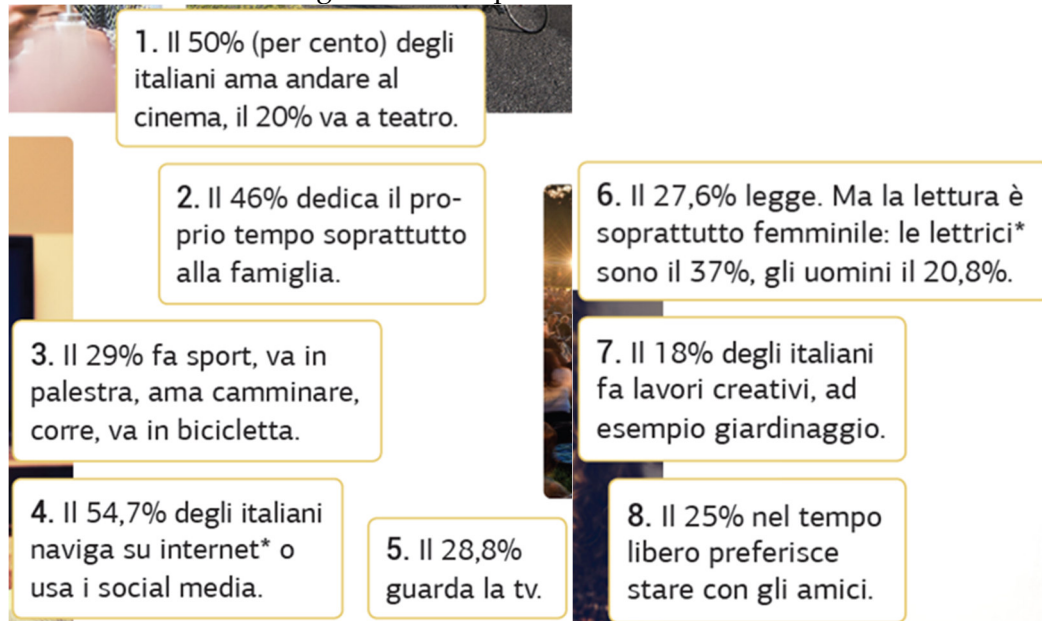 1. Il 50% (per cento) degli
italiani ama andare al
cinema, il 20% va a teatro.
2. Il 46% dedica il pro-
prio tempo soprattutto
alla famiglia.
3. Il 29% fa sport, va in
palestra, ama camminare,
corre, va in bicicletta.
4. Il 54,7% degli italiani
naviga su internet* o
usa i social media.
5. Il 28,8%
guarda la tv.
6. Il 27,6% legge. Ma la lettura è
soprattutto femminile: le lettrici*
sono il 37%, gli uomini il 20,8%.
7. Il 18% degli italiani
fa lavori creativi, ad
esempio giardinaggio.
8. Il 25% nel tempo
libero preferisce
stare con gli amici.